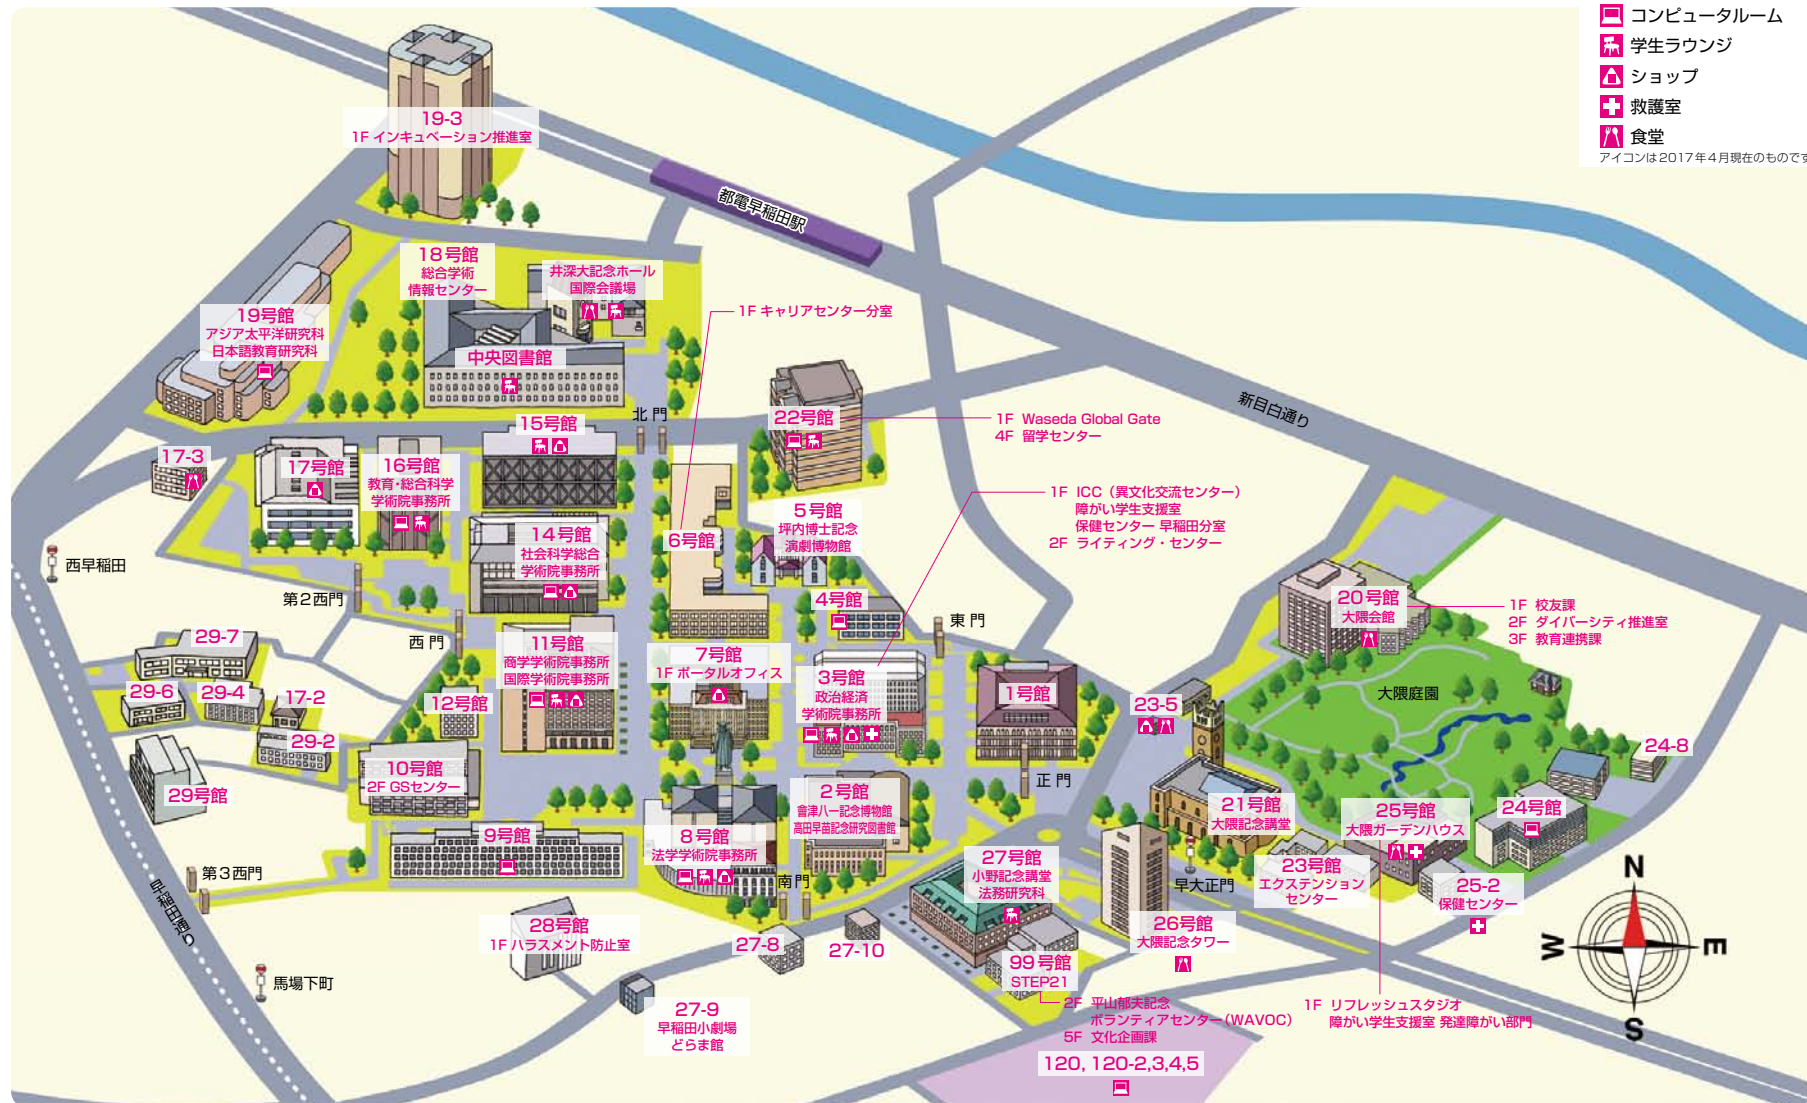 コンピュータルーム
学生ラウンジ
ショップ
救護室
食堂
アイコンは2017年4月現在のものです
19-3
1F インキュベーション推進室
都電早稲田駅
18号館
総合学術
情報センター
井深大記念ホール
国際会議場
19号館
アジア太平洋研究科
日本語教育研究科
中央図書館
1F キャリアセンター分室
新目白通り
北門
22号館
1F Waseda Global Gate
4F 留学センター
15号館
17-3
17号館
16号館
教育・総合科学
学術院事務所
14号館
社会科学総合
学術院事務所
6号館
5号館
坪内博士記念
演劇博物館
1F ICC（異文化交流センター）
障がい学生支援室
保健センター 早稲田分室
2F ライティング・センター
西早稲田
第2西門
西門
4号館
東門
20号館
大隈会館
1F 校友課
2F ダイバーシティ推進室
3F 教育連携課
29-7
29-6
29-4
17-2
29-2
12号館
11号館
商学学術院事務所
国際学術院事務所
7号館
1F ポータルオフィス
3号館
政治経済
学術院事務所
1号館
23-5
大隈庭園
24-8
29号館
10号館
2F GSセンター
正門
2号館
會津八一記念博物館
高田早苗記念研究図書館
21号館
大隈記念講堂
25号館
大隈ガーデンハウス
24号館
9号館
8号館
法学学術院事務所
南門
27号館
小野記念講堂
法務研究科
早大正門
23号館
エクステンション
センター
25-2
保健センター
第3西門
早稲田通り
28号館
1F ハラスメント防止室
27-8
27-10
26号館
大隈記念タワー
99号館
STEP21
馬場下町
27-9
早稲田小劇場
どらま館
2F 平山郁夫記念
ボランティアセンター（WAVOC）
5F 文化企画課
1F リフレッシュスタジオ
障がい学生支援室 発達障がい部門
120, 120-2,3,4,5
N
W
E
S